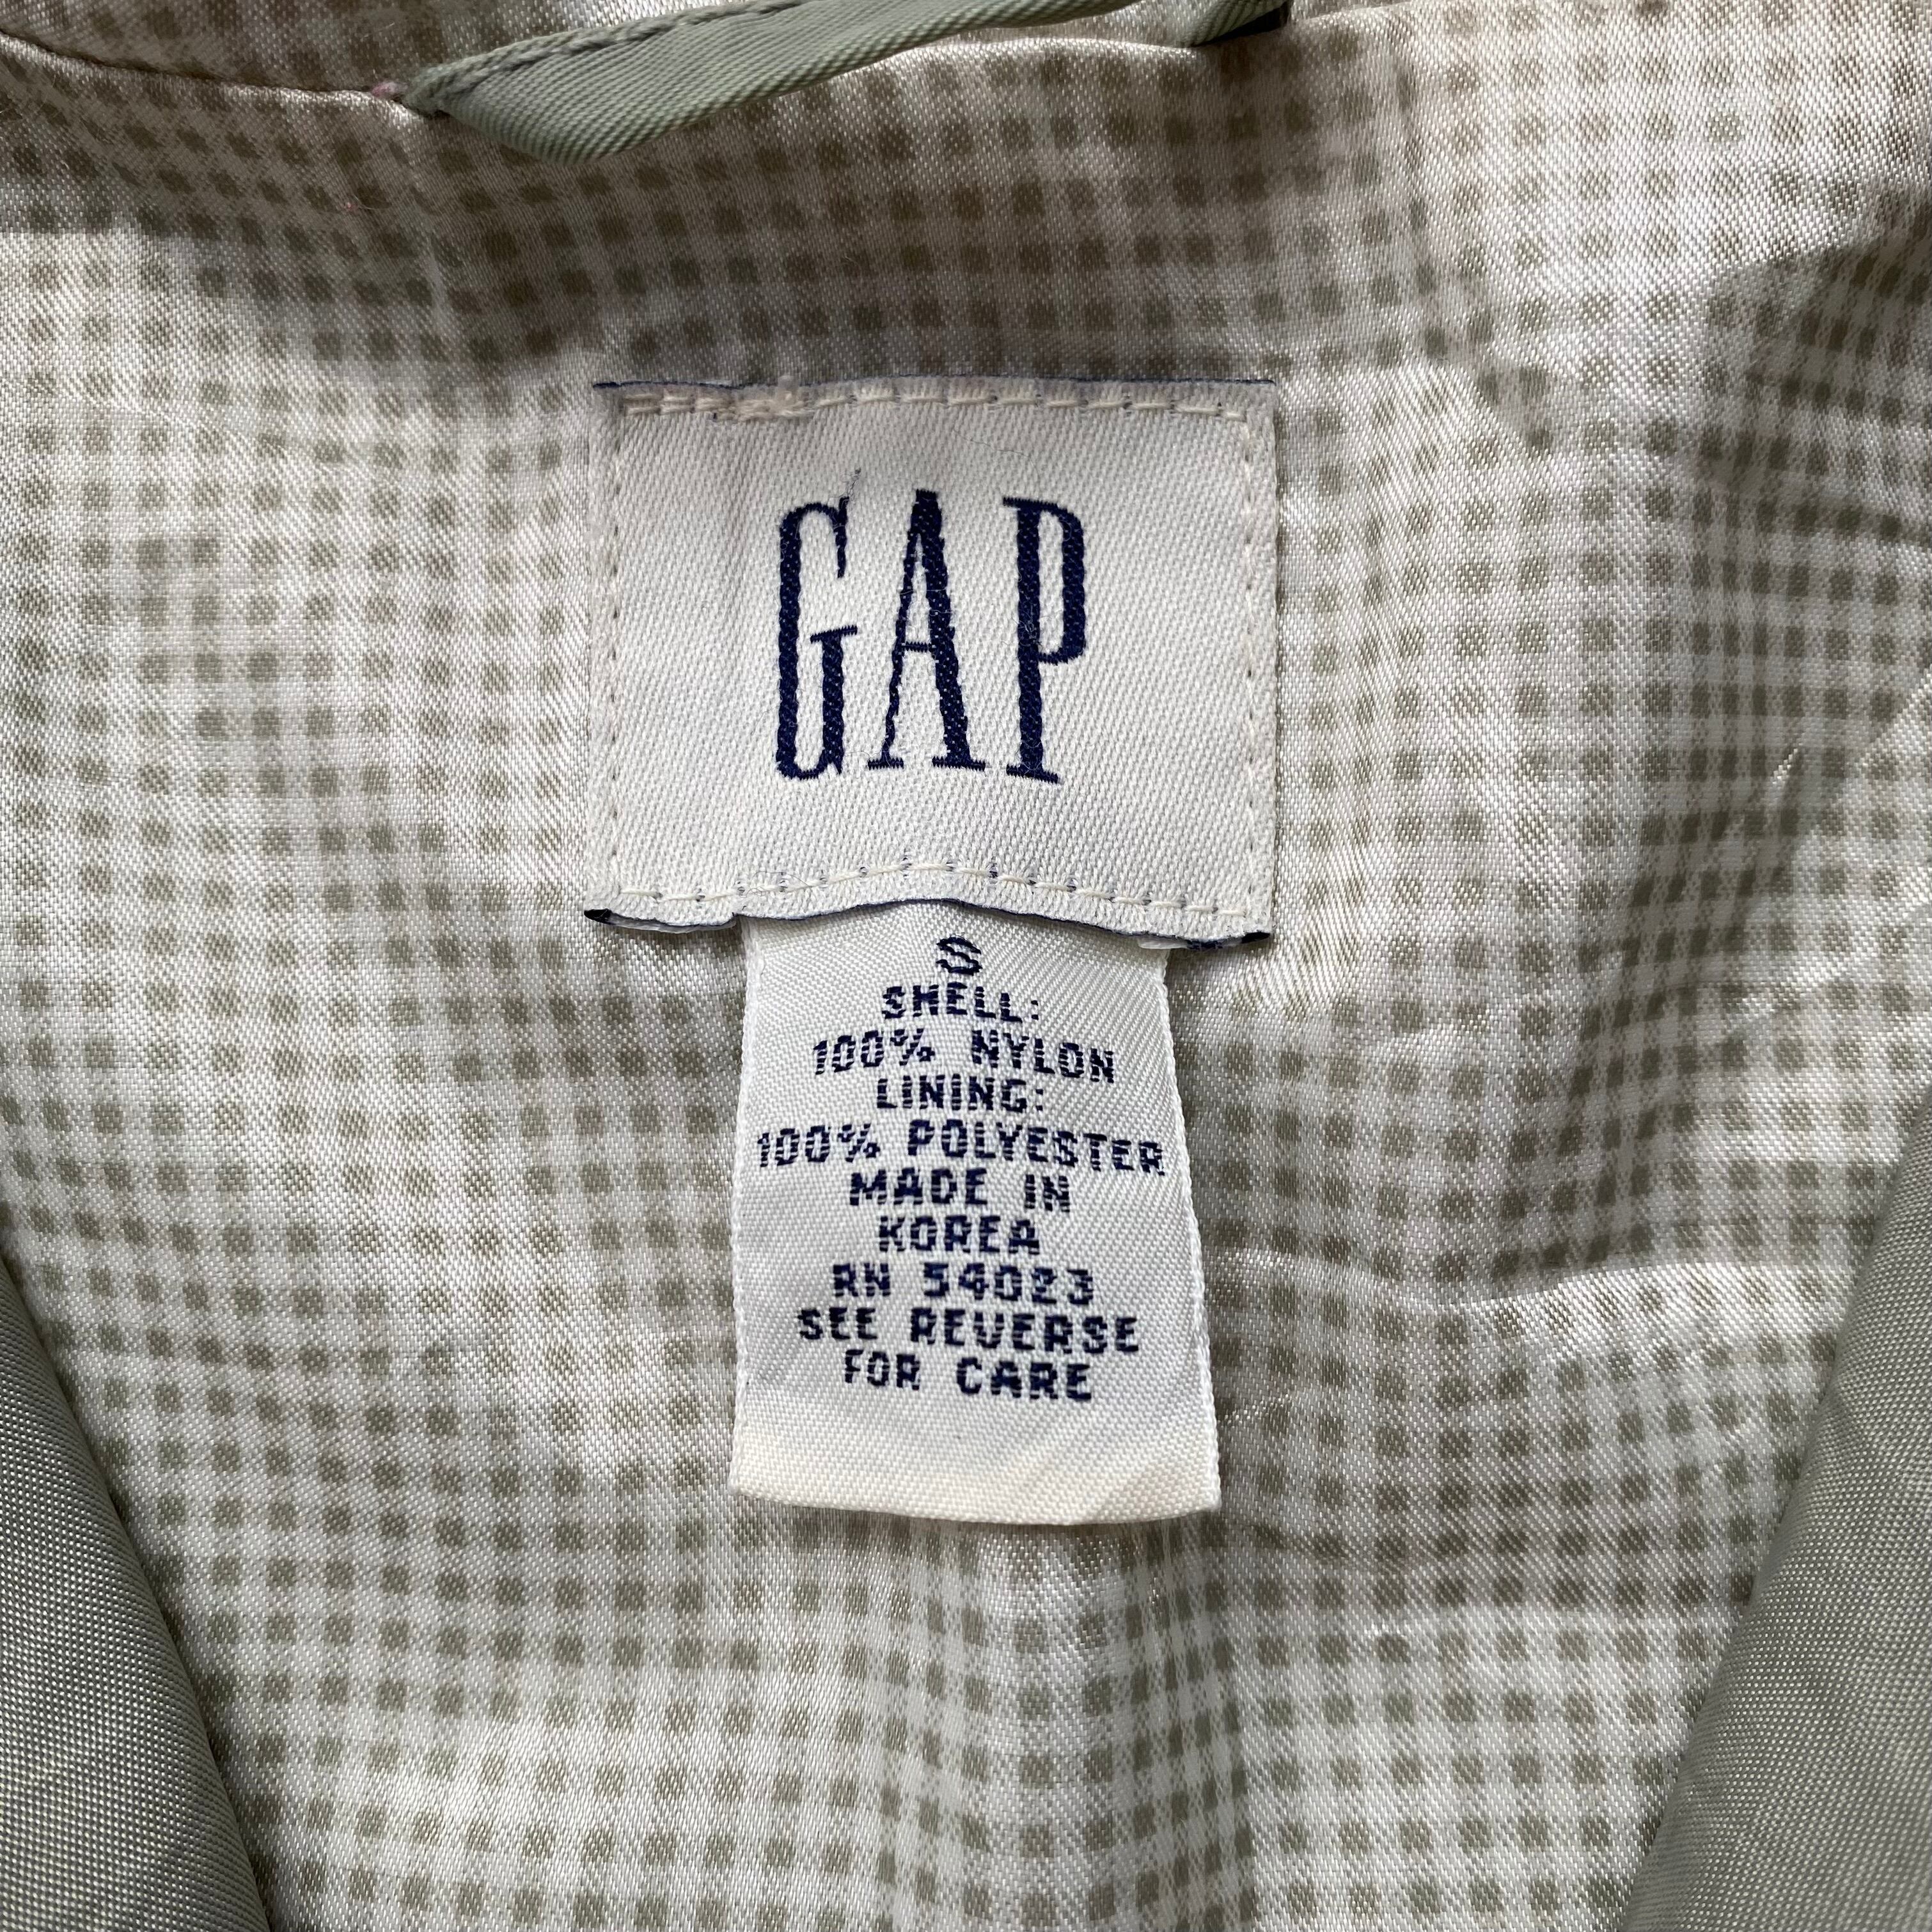 GAP
S
SHELL:
100% NYLON
LINING:
100% POLYESTER
MADE IN
KOREA
RN 54023
SEE REVERSE
FOR CARE